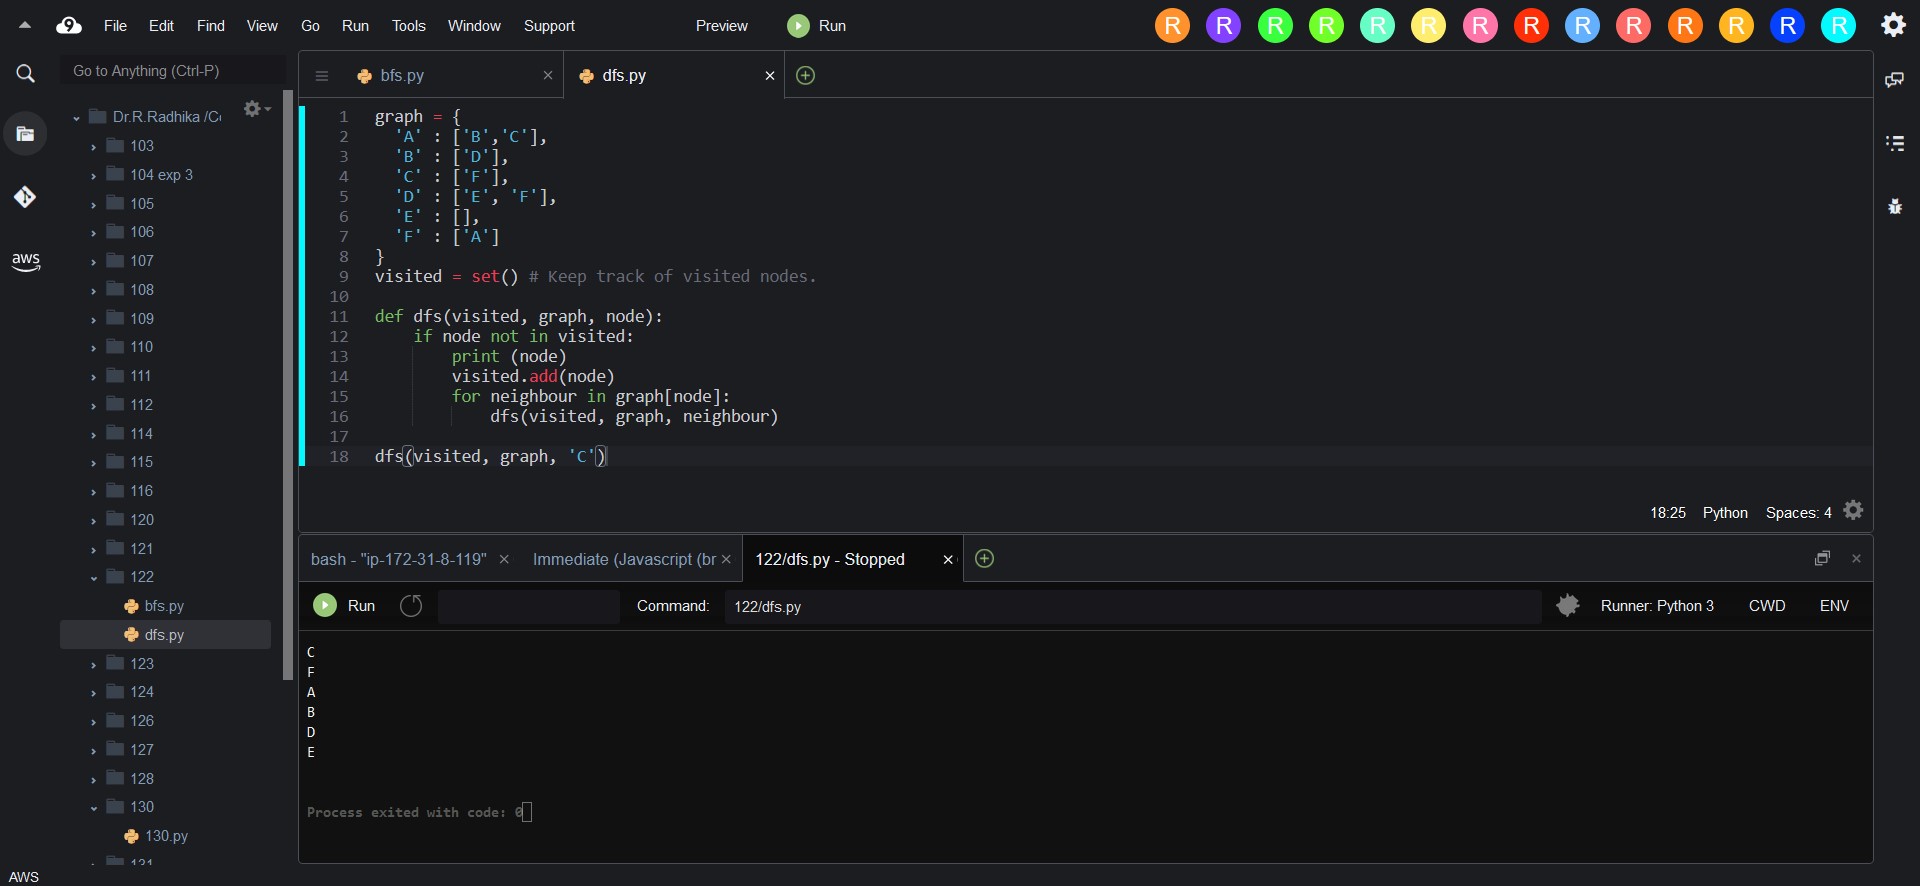 File Edit Find View Go Run Tools Window Support Preview Run R R R R R R R R R R R R R R
Go to Anything (Ctrl-P)
Dr.R.Radhika /Co
103
104 exp 3
105
106
107
108
109
110
111
112
114
115
116
120
121
122
bfs.py
dfs.py
123
124
126
127
128
130
130.py
131
aws
AWS
bfs.py dfs.py
1 graph = {
2   'A' : ['B','C'],
3   'B' : ['D'],
4   'C' : ['F'],
5   'D' : ['E', 'F'],
6   'E' : [],
7   'F' : ['A']
8 }
9 visited = set() # Keep track of visited nodes.
10
11 def dfs(visited, graph, node):
12     if node not in visited:
13         print (node)
14         visited.add(node)
15         for neighbour in graph[node]:
16             dfs(visited, graph, neighbour)
17
18 dfs(visited, graph, 'C')
18:25 Python Spaces: 4
bash - "ip-172-31-8-119" Immediate (Javascript (br 122/dfs.py - Stopped
Run Command: 122/dfs.py Runner: Python 3 CWD ENV
C
F
A
B
D
E
Process exited with code: 0